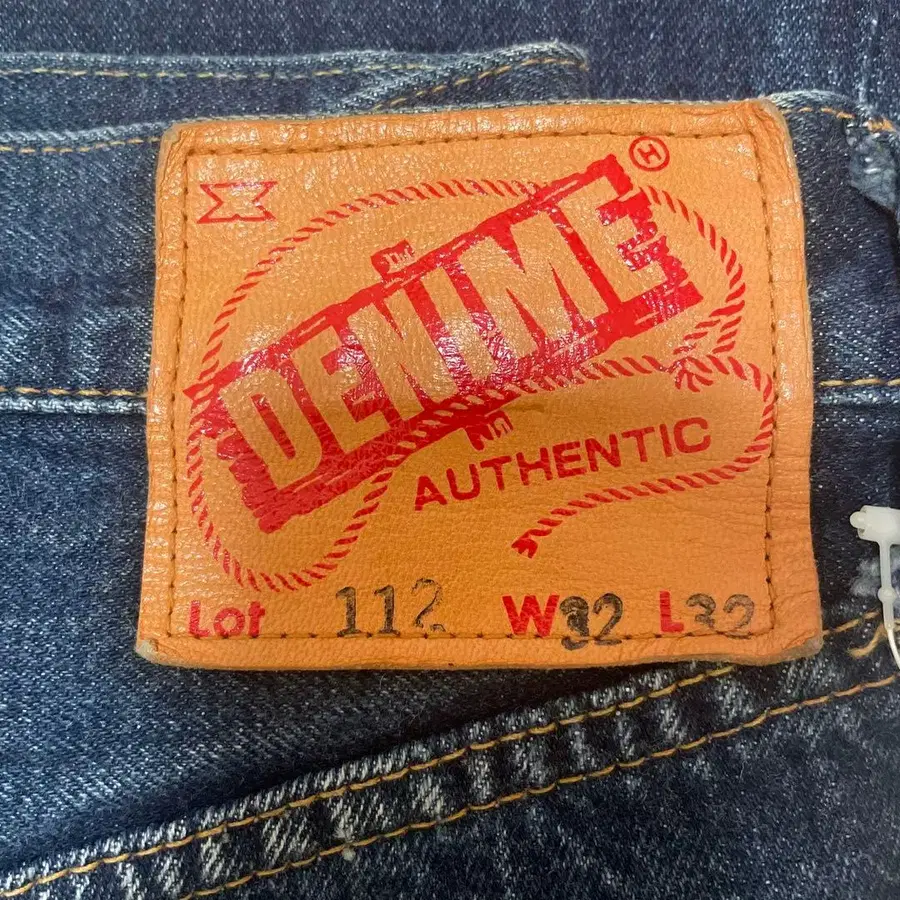 DENIME
AUTHENTIC
Lot 112 W32 L32